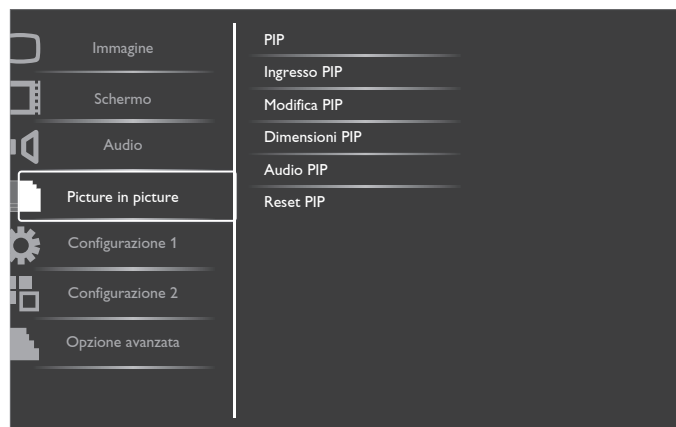 Immagine
Schermo
Audio
Picture in picture
Configurazione 1
Configurazione 2
Opzione avanzata
PIP
Ingresso PIP
Modifica PIP
Dimensioni PIP
Audio PIP
Reset PIP